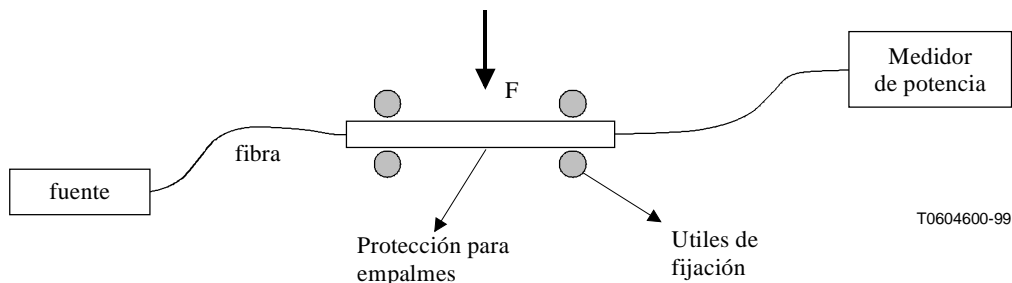 Medidor
de potencia
F
fibra
fuente
T0604600-99
Protección para
empalmes
Utiles de
fijación